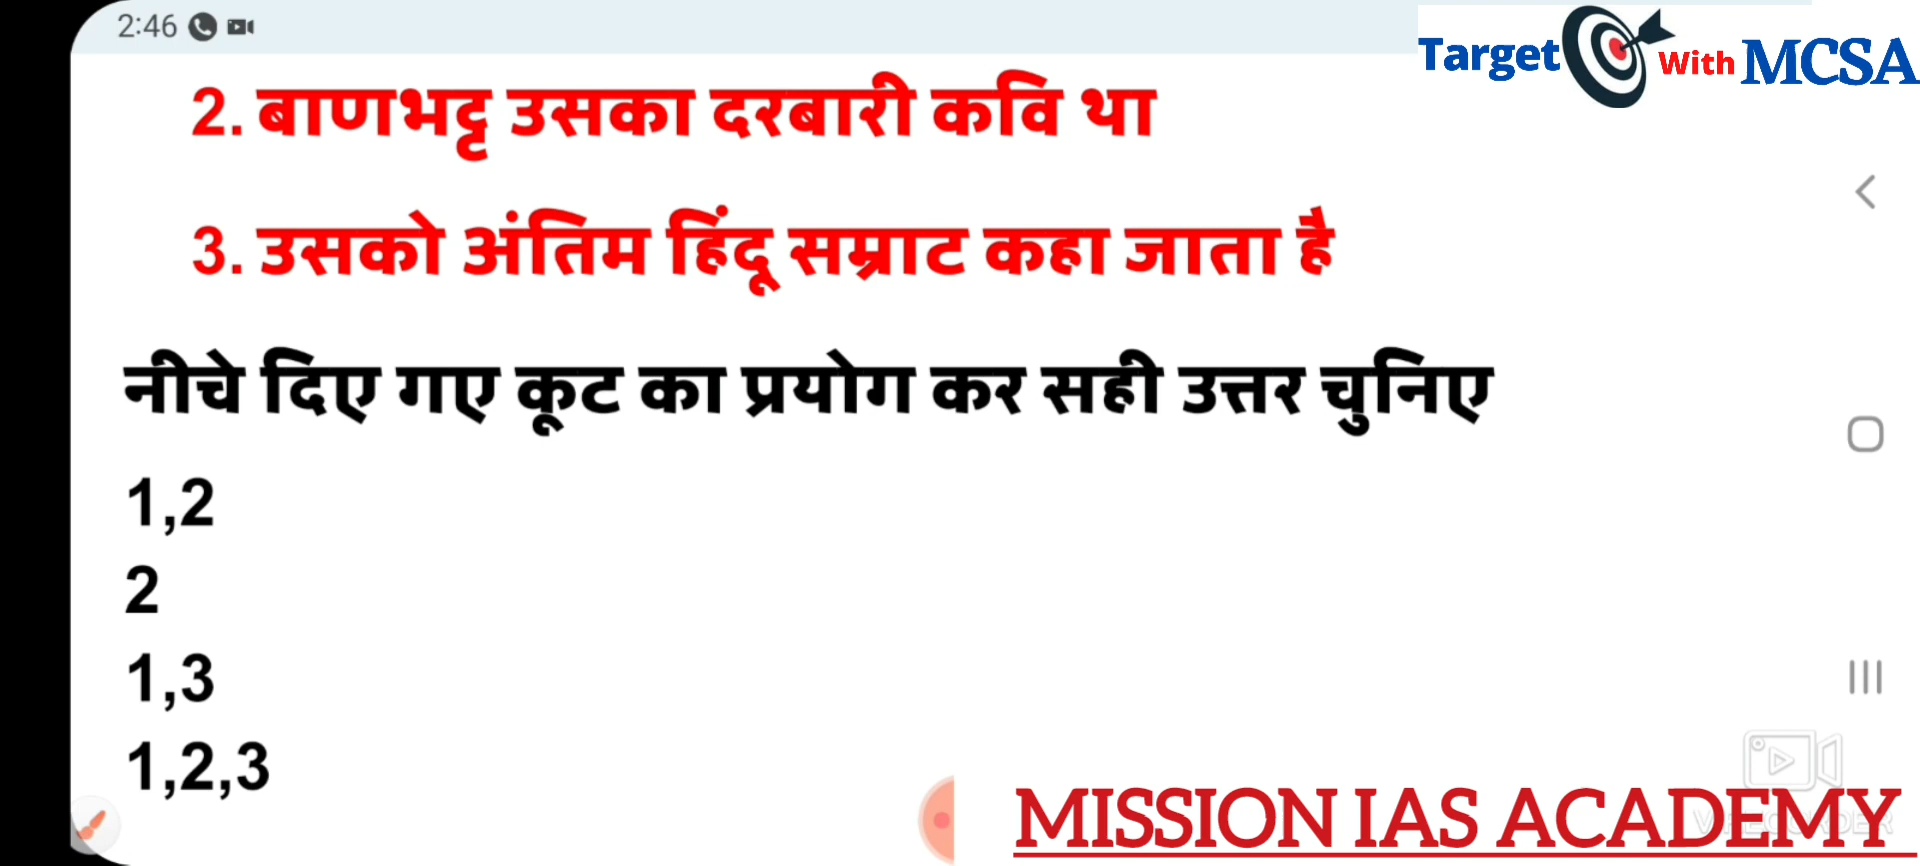 2:46
Target With MCSA
2. बाणभट्ट उसका दरबारी कवि था
3. उसको अंतिम हिंदू सम्राट कहा जाता है
नीचे दिए गए कूट का प्रयोग कर सही उत्तर चुनिए
1,2
2
1,3
1,2,3
MISSION IAS ACADEMY